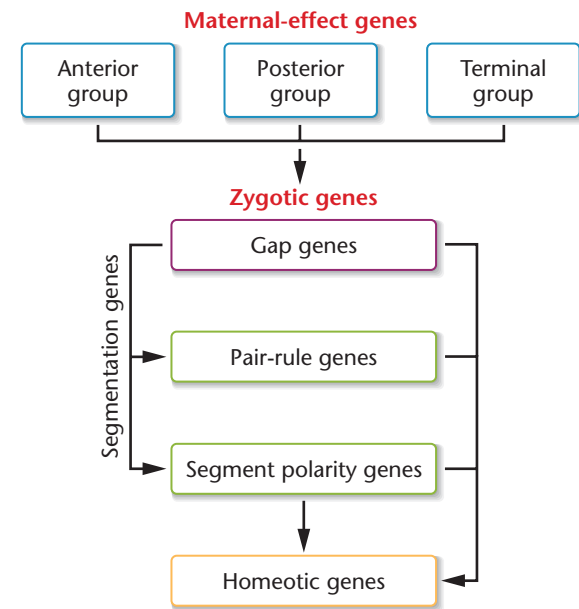 Maternal-effect genes
Anterior
group
Posterior
group
Terminal
group
Zygotic genes
Segmentation genes
Gap genes
Pair-rule genes
Segment polarity genes
Homeotic genes